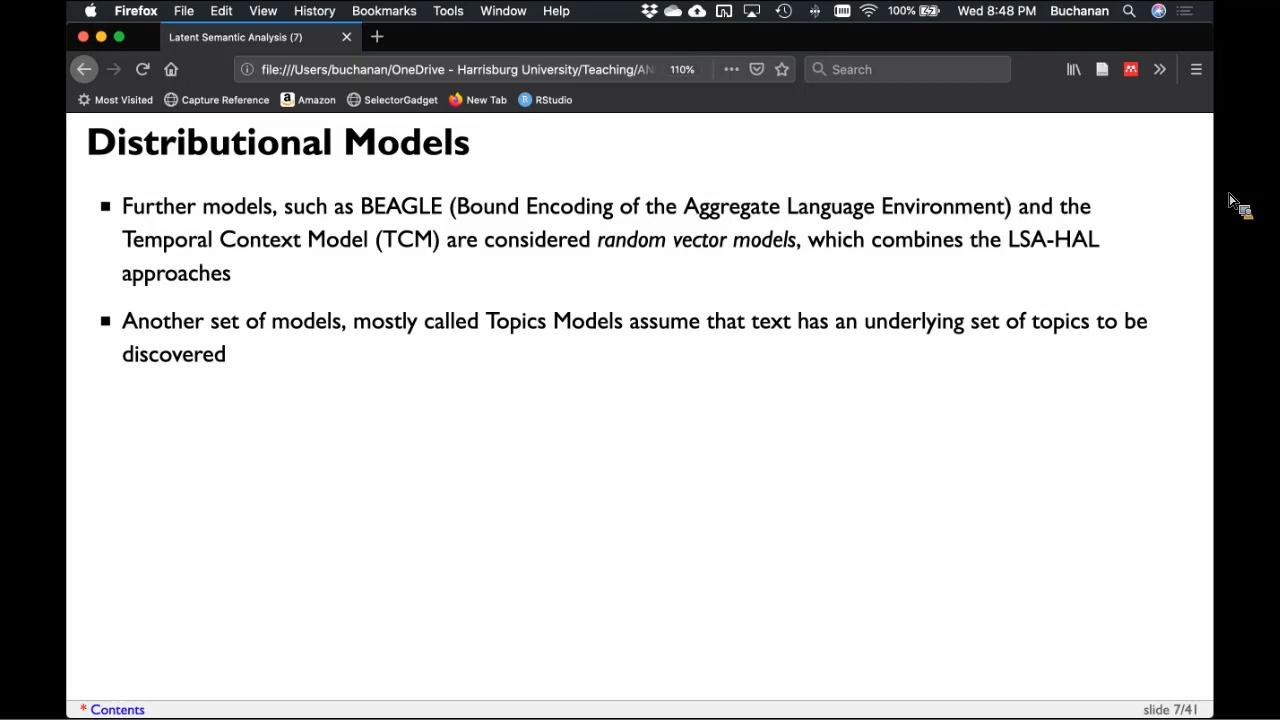 Firefox File Edit View History Bookmarks Tools Window Help 100% Wed 8:48 PM Buchanan
Latent Semantic Analysis (7)
file:///Users/buchanan/OneDrive - Harrisburg University/Teaching/AN 110% Search
Most Visited Capture Reference Amazon SelectorGadget New Tab RStudio
Distributional Models
Further models, such as BEAGLE (Bound Encoding of the Aggregate Language Environment) and the
Temporal Context Model (TCM) are considered random vector models, which combines the LSA-HAL
approaches
Another set of models, mostly called Topics Models assume that text has an underlying set of topics to be
discovered
* Contents slide 7/41